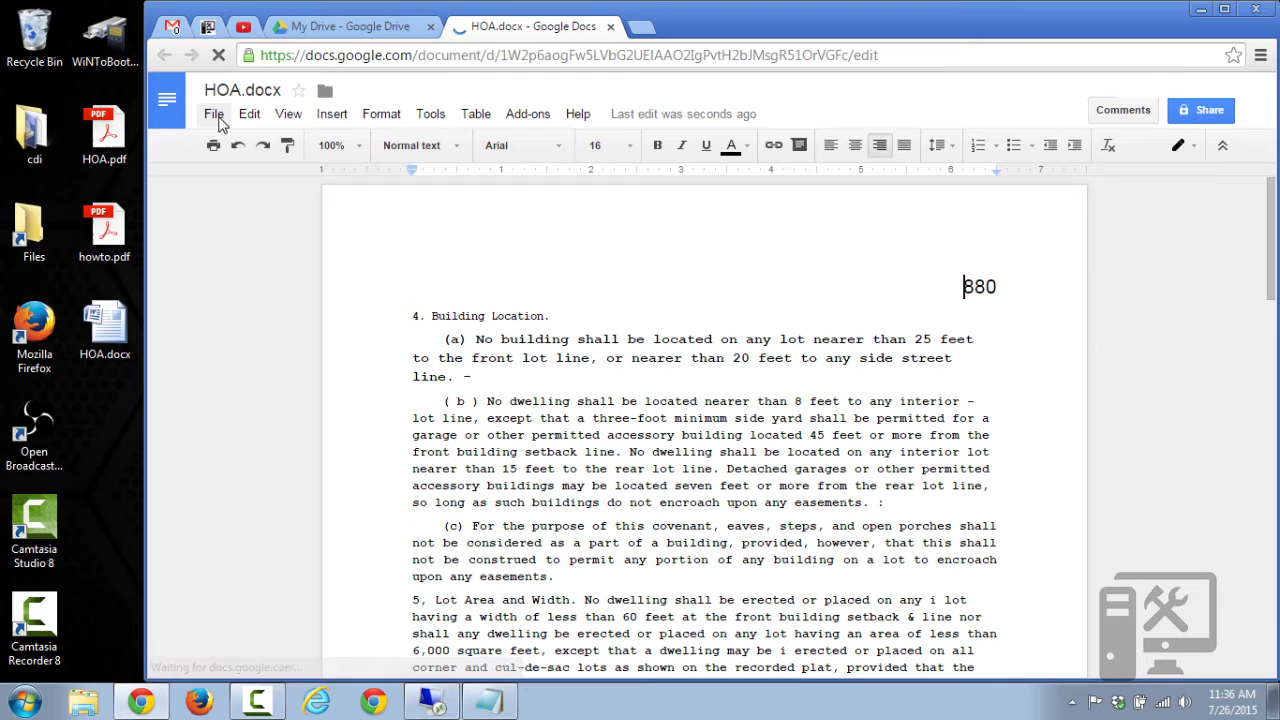 My Drive - Google Drive
HOA.docx - Google Docs
https://docs.google.com/document/d/1W2p6aogFw5LVbG2UEIAAO2IgPvtH2bJMsgR51OrVGFc/edit
HOA.docx
File Edit View Insert Format Tools Table Add-ons Help Last edit was seconds ago
Comments
Share
100% Normal text Arial 16 B I U A
1 1 2 3 4 5 6 7
880
4. Building Location.
(a) No building shall be located on any lot nearer than 25 feet
to the front lot line, or nearer than 20 feet to any side street
line. –
( b ) No dwelling shall be located nearer than 8 feet to any interior –
lot line, except that a three-foot minimum side yard shall be permitted for a
garage or other permitted accessory building located 45 feet or more from the
front building setback line. No dwelling shall be located on any interior lot
nearer than 15 feet to the rear lot line. Detached garages or other permitted
accessory buildings may be located seven feet or more from the rear lot line,
so long as such buildings do not encroach upon any easements. :
(c) For the purpose of this covenant, eaves, steps, and open porches shall
not be considered as a part of a building, provided, however, that this shall
not be construed to permit any portion of any building on a lot to encroach
upon any easements.
5, Lot Area and Width. No dwelling shall be erected or placed on any i lot
having a width of less than 60 feet at the front building setback & line nor
shall any dwelling be erected or placed on any lot having an area of less than
6,000 square feet, except that a dwelling may be i erected or placed on all
corner and cul-de-sac lots as shown on the recorded plat, provided that the
Waiting for docs.google.com...
Recycle Bin
WiNToBoot...
cdi
PDF
HOA.pdf
Files
PDF
howto.pdf
Mozilla
Firefox
HOA.docx
Open
Broadcast...
Camtasia
Studio 8
Camtasia
Recorder 8
11:36 AM
7/26/2015